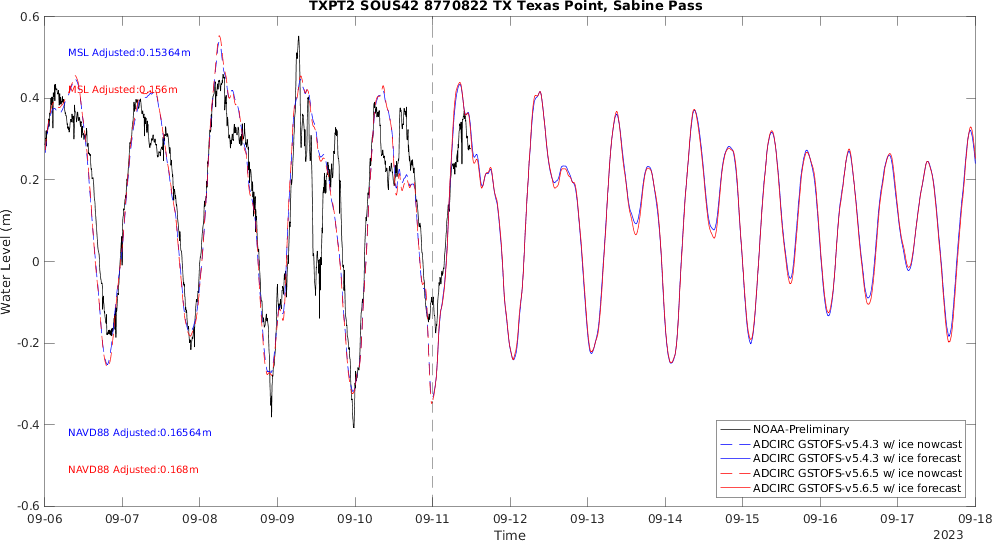 TXPT2 SOUS42 8770822 TX Texas Point, Sabine Pass
0.6
0.4
0.2
0
-0.2
-0.4
-0.6
Water Level (m)
MSL Adjusted:0.15364m
MSL Adjusted:0.156m
NAVD88 Adjusted:0.16564m
NAVD88 Adjusted:0.168m
NOAA-Preliminary
ADCIRC GSTOFS-v5.4.3 w/ ice nowcast
ADCIRC GSTOFS-v5.4.3 w/ ice forecast
ADCIRC GSTOFS-v5.6.5 w/ ice nowcast
ADCIRC GSTOFS-v5.6.5 w/ ice forecast
09-06 09-07 09-08 09-09 09-10 09-11 09-12 09-13 09-14 09-15 09-16 09-17 09-18
Time
2023